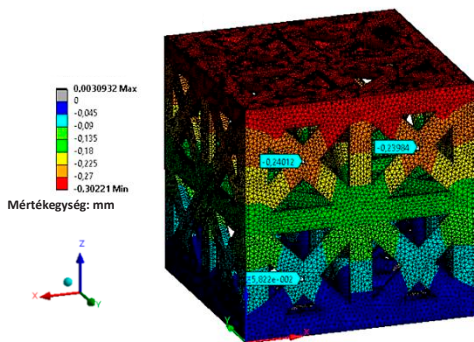 0,0030932 Max
0
-0,045
-0,09
-0,135
-0,18
-0,225
-0,27
-0,30221 Min
Mértékegység: mm
-0,24012
-0,23984
5,822e-002
Z
X
Y
Y
X